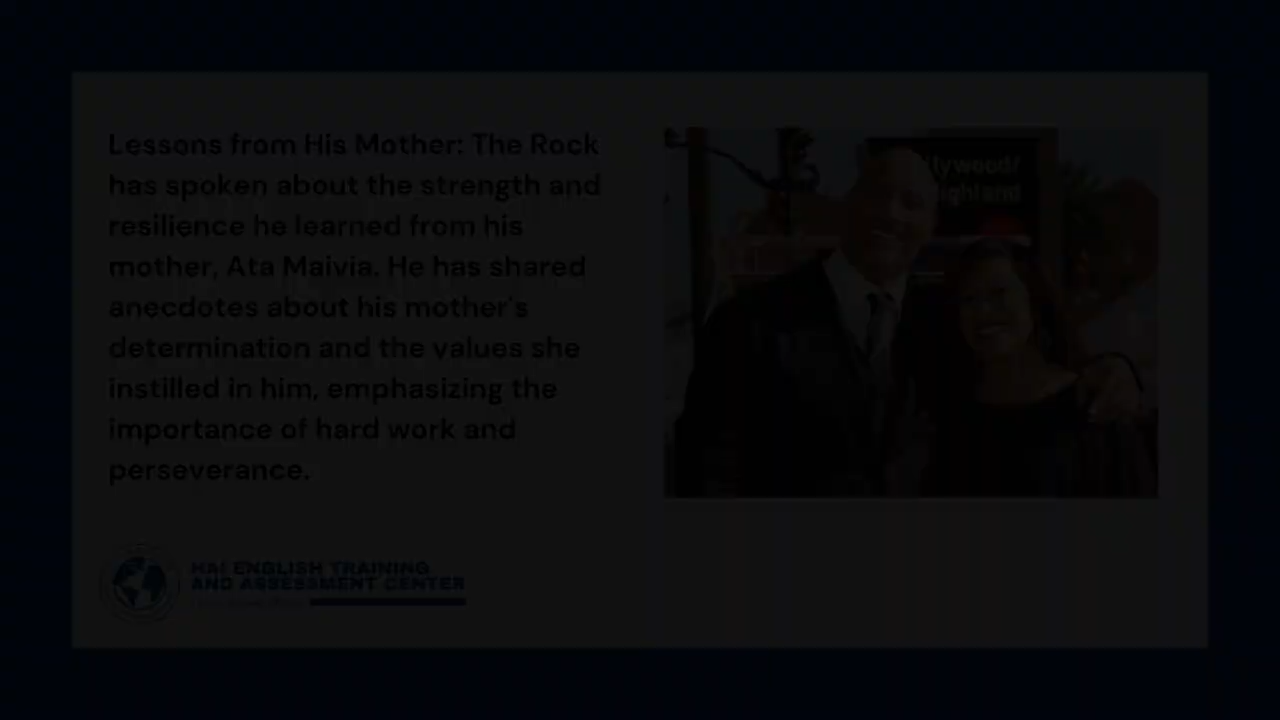 Lessons from His Mother: The Rock
has spoken about the strength and
resilience he learned from his
mother, Ata Maivia. He has shared
anecdotes about his mother's
determination and the values she
instilled in him, emphasizing the
importance of hard work and
perseverance.
lywood/
ighland
HAI ENGLISH TRAINING
AND ASSESSMENT CENTER